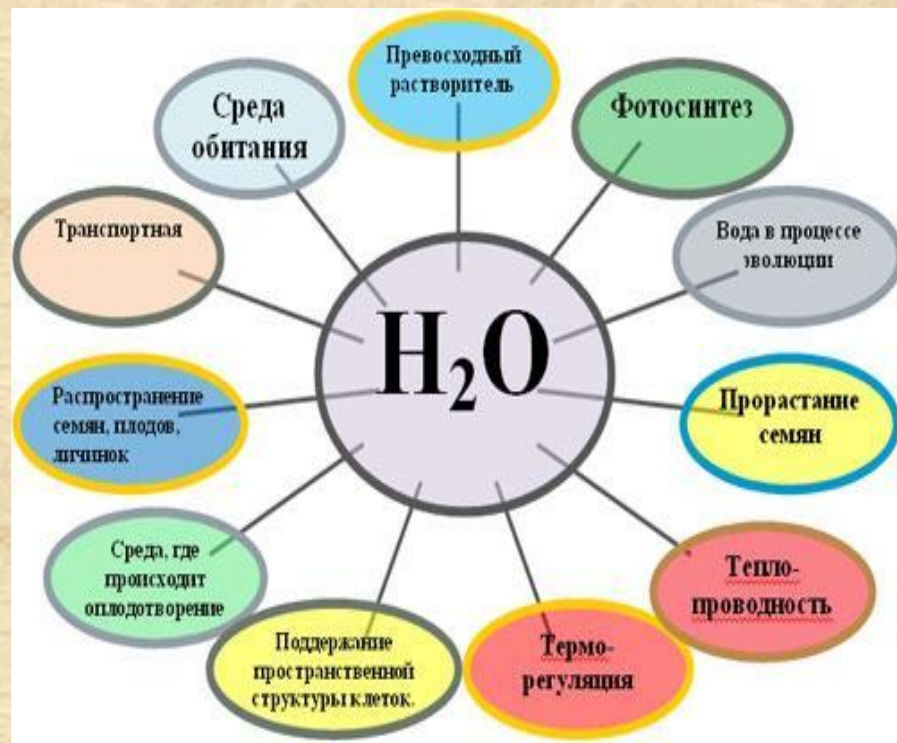 Превосходный
растворитель
Фотосинтез
Вода в процессе
эволюции
Прорастание
семян
Тепло-
проводность
Термо-
регуляция
Поддержание
пространственной
структуры клеток.
Среда, где
происходит
оплодотворение
Распространение
семян, плодов,
личинок
Транспортная
Среда
обитания
H₂O